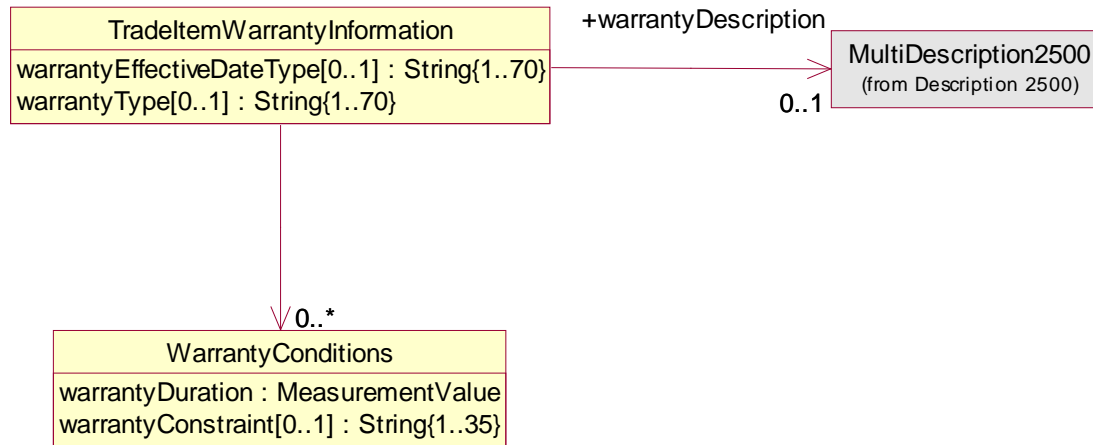 TradeItemWarrantyInformation
warrantyEffectiveDateType[0..1] : String{1..70}
warrantyType[0..1] : String{1..70}
+warrantyDescription
0..1
MultiDescription2500
(from Description 2500)
0..*
WarrantyConditions
warrantyDuration : MeasurementValue
warrantyConstraint[0..1] : String{1..35}